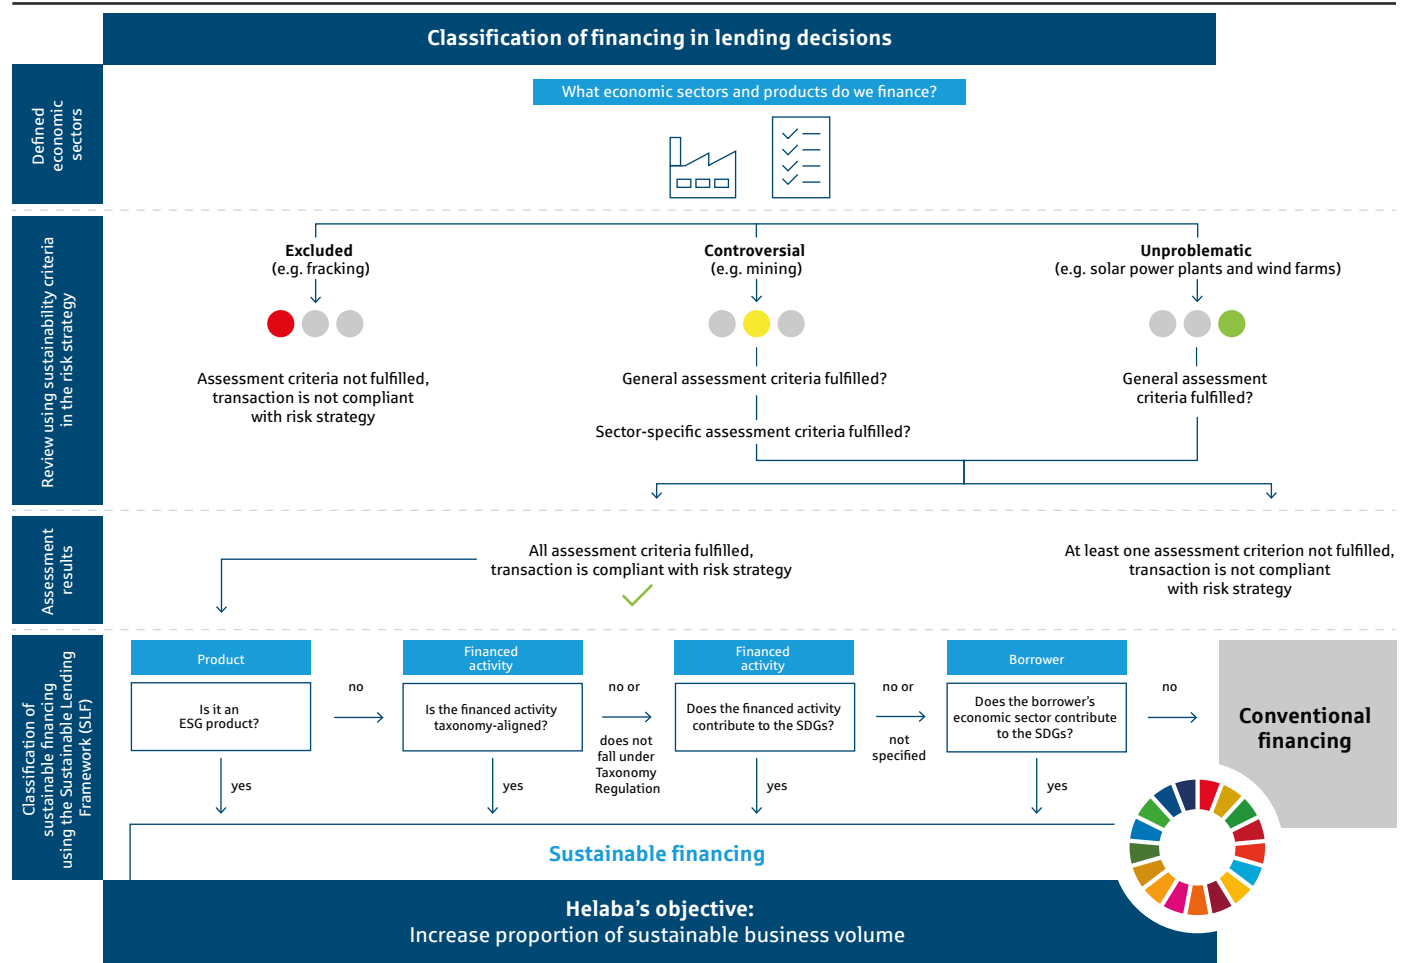 Classification of financing in lending decisions
Defined
economic
sectors
What economic sectors and products do we finance?
Review using sustainability criteria
in the risk strategy
Excluded
(e.g. fracking)
Assessment criteria not fulfilled,
transaction is not compliant
with risk strategy
Controversial
(e.g. mining)
General assessment criteria fulfilled?
Sector-specific assessment criteria fulfilled?
Unproblematic
(e.g. solar power plants and wind farms)
General assessment
criteria fulfilled?
Assessment
results
All assessment criteria fulfilled,
transaction is compliant with risk strategy
At least one assessment criterion not fulfilled,
transaction is not compliant
with risk strategy
Classification of
sustainable financing
using the Sustainable Lending
Framework (SLF)
Product
Is it an
ESG product?
yes
no
Financed
activity
Is the financed activity
taxonomy-aligned?
yes
no or
does not
fall under
Taxonomy
Regulation
Financed
activity
Does the financed activity
contribute to the SDGs?
yes
no or
not
specified
Borrower
Does the borrower's
economic sector contribute
to the SDGs?
yes
no
Conventional
financing
Sustainable financing
Helaba's objective:
Increase proportion of sustainable business volume